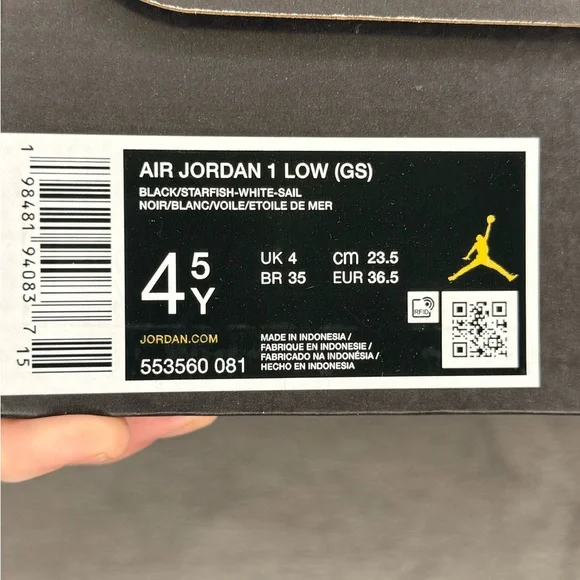 AIR JORDAN 1 LOW (GS)
BLACK/STARFISH-WHITE-SAIL
NOIR/BLANC/VOILE/ETOILE DE MER
4 5 Y
UK 4 cm 23.5
BR 35 EUR 36.5
RFID
JORDAN.COM
553560 081
MADE IN INDONESIA/
FABRIQUE EN INDONESIE/
FABRICADO NA INDONÉSIA/
HECHO EN INDONESIA
1 98481 94083 7 15